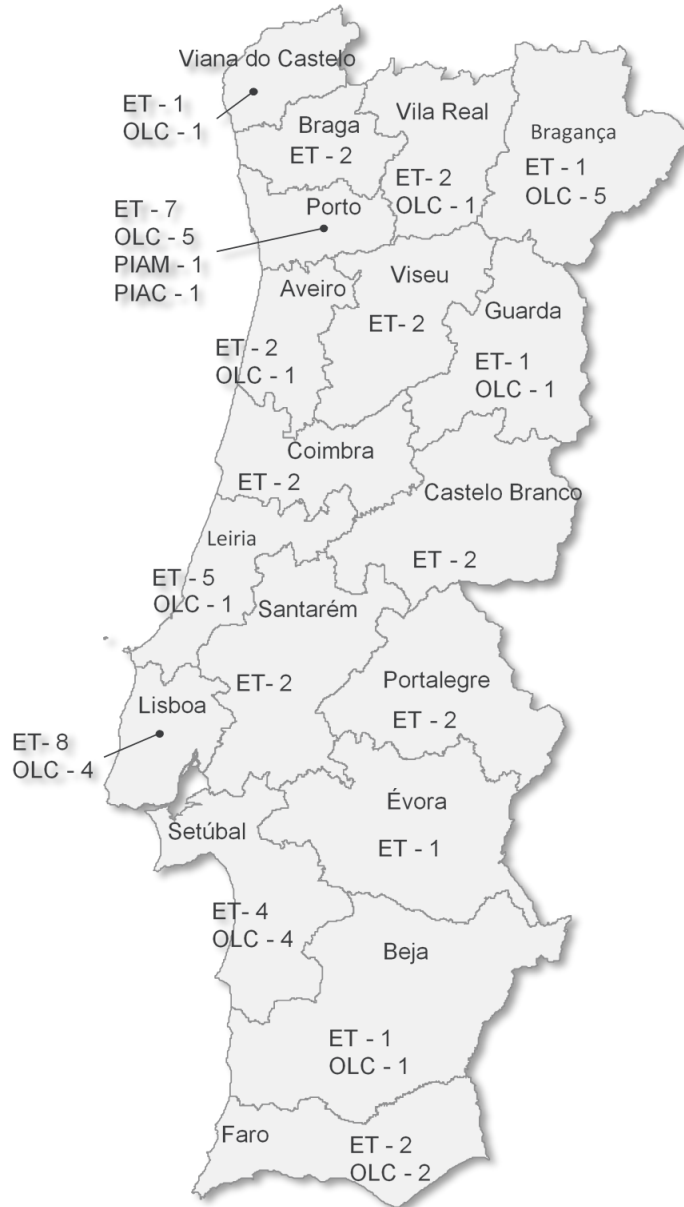 Viana do Castelo
ET - 1
OLC - 1
Braga
ET - 2
Vila Real
ET- 2
OLC - 1
Bragança
ET - 1
OLC - 5
Porto
ET - 7
OLC - 5
PIAM - 1
PIAC - 1
Aveiro
ET - 2
OLC - 1
Viseu
ET- 2
Guarda
ET- 1
OLC - 1
Coimbra
ET - 2
Castelo Branco
ET - 2
Leiria
ET - 5
OLC - 1
Santarém
ET- 2
Portalegre
ET - 2
Lisboa
ET- 8
OLC - 4
Setúbal
ET- 4
OLC - 4
Évora
ET - 1
Beja
ET - 1
OLC - 1
Faro
ET - 2
OLC - 2